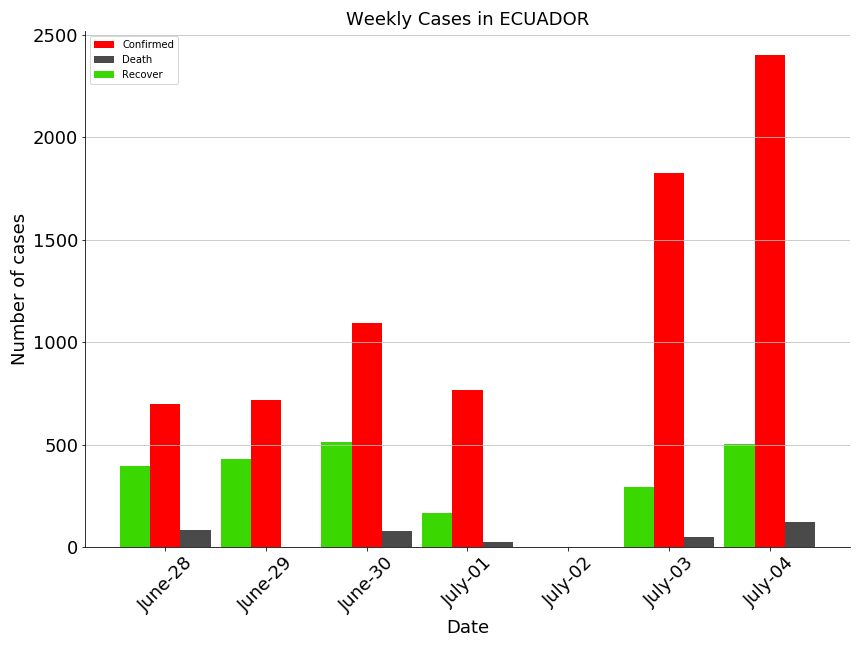 Weekly Cases in ECUADOR
Confirmed
Death
Recover
Number of cases
2500
2000
1500
1000
500
0
June-28
June-29
June-30
July-01
July-02
July-03
July-04
Date